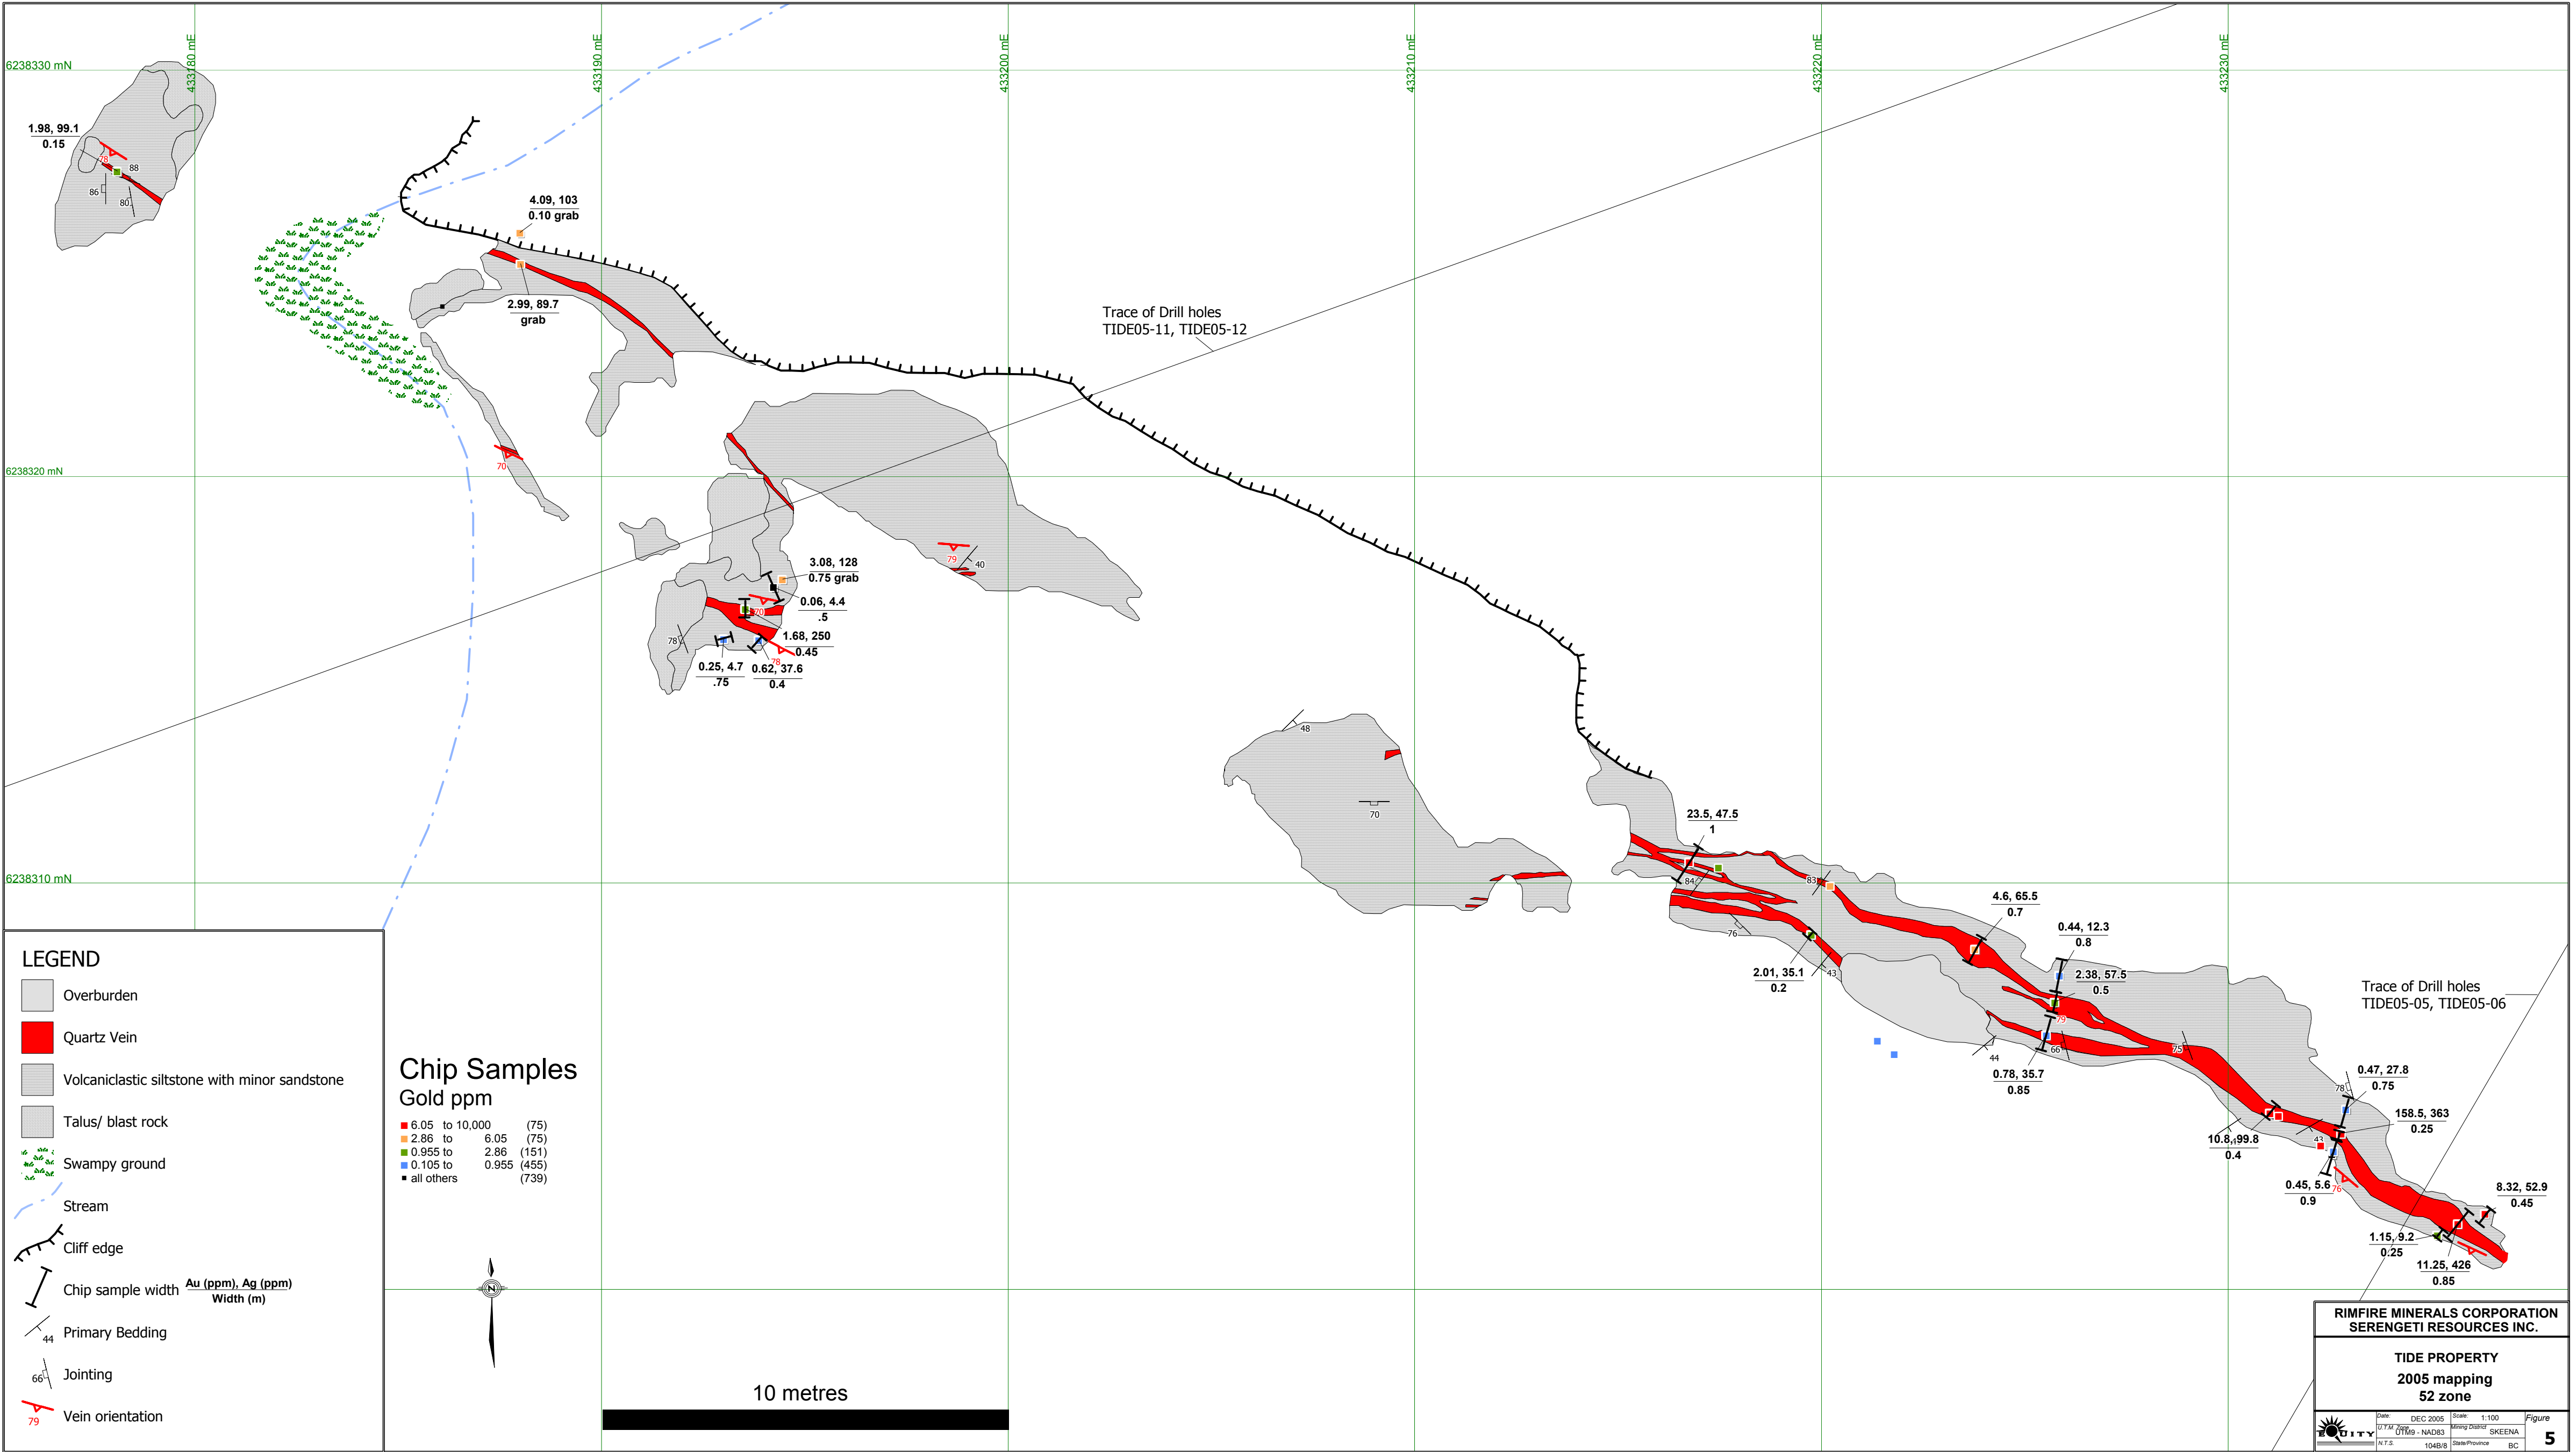 433180 mE
433190 mE
433200 mE
433210 mE
433220 mE
433230 mE
6238330 mN
1.98, 99.1
0.15
78
88
86
80
4.09, 103
0.10 grab
2.99, 89.7
grab
Trace of Drill holes
TIDE05-11, TIDE05-12
70
6238320 mN
79
40
3.08, 128
0.75 grab
0.06, 4.4
.5
70
1.68, 250
0.45
78
78
0.25, 4.7
.75
0.62, 37.6
0.4
48
70
23.5, 47.5
1
6238310 mN
84
83
4.6, 65.5
0.7
76
0.44, 12.3
0.8
2.01, 35.1
0.2
43
2.38, 57.5
0.5
Trace of Drill holes
TIDE05-05, TIDE05-06
79
44
66
75
0.78, 35.7
0.85
0.47, 27.8
0.75
78
158.5, 363
0.25
10.8, 99.8
0.4
43
0.45, 5.6
0.9
76
8.32, 52.9
0.45
1.15, 9.2
0.25
11.25, 426
0.85
LEGEND
Overburden
Quartz Vein
Volcaniclastic siltstone with minor sandstone
Talus/ blast rock
Swampy ground
Stream
Cliff edge
Chip sample width Au (ppm), Ag (ppm)
Width (m)
44 Primary Bedding
66 Jointing
79 Vein orientation
Chip Samples
Gold ppm
6.05 to 10,000 (75)
2.86 to 6.05 (75)
0.955 to 2.86 (151)
0.105 to 0.955 (455)
all others (739)
N
10 metres
RIMFIRE MINERALS CORPORATION
SERENGETI RESOURCES INC.
TIDE PROPERTY
2005 mapping
52 zone
EQUITY
Date: DEC 2005 Scale: 1:100 Figure
U.T.M. Zone UTM9 - NAD83 Mining District SKEENA 5
N.T.S. 104B/8 State/Province BC